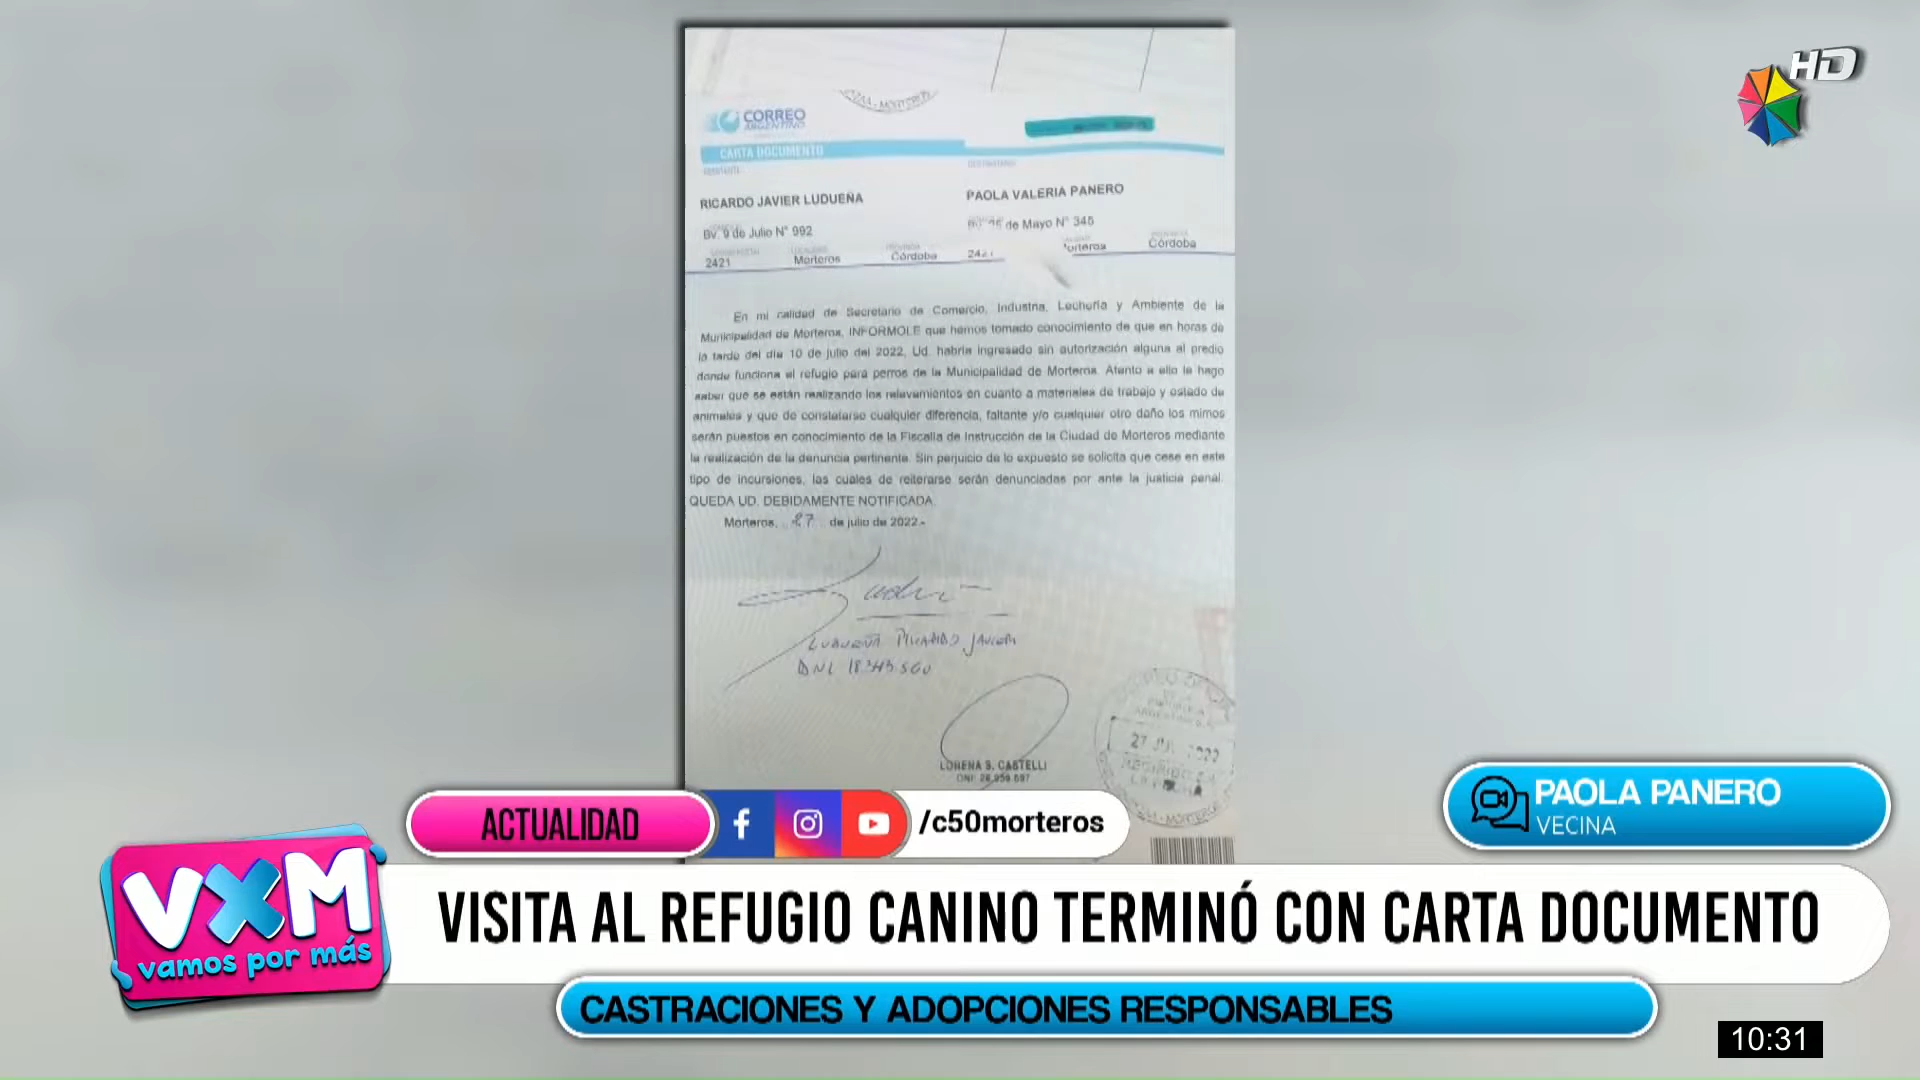 HD
CORREO
ARGENTINO
CARTA DOCUMENTO
REMITENTE
DESTINATARIO
RICARDO JAVIER LUDUEÑA
PAOLA VALERIA PANERO
Bv. 9 de Julio N° 992
de Mayo N° 345
2421 Morteros Córdoba
Córdoba
En mi calidad de Secretario de Comercio, Industria, Lechería y Ambiente de la
Municipalidad de Morteros, INFORMOLE que hemos tomado conocimiento de que en horas de
la tarde del día 10 de julio del 2022, Ud. habría ingresado sin autorización alguna al predio
donde funciona el refugio para perros de la Municipalidad de Morteros. Atento a ello le hago
saber que se están realizando los relevamientos en cuanto a materiales de trabajo y estado de
animales y que de constatarse cualquier diferencia, faltante y/o cualquier otro daño los mimos
serán puestos en conocimiento de la Fiscalía de Instrucción de la Ciudad de Morteros mediante
la realización de la denuncia pertinente. Sin perjuicio de lo expuesto se solicita que cese en este
tipo de incursiones, las cuales de reiterarse serán denunciadas por ante la justicia penal.
QUEDA UD. DEBIDAMENTE NOTIFICADA.
Morteros, 27 de julio de 2022.-
LUDUEÑA RICARDO JAVIER
DNI
LORENA S. CASTELLI
27 JUL 2022
ACTUALIDAD
/c50morteros
PAOLA PANERO
VECINA
VXM
vamos por más
VISITA AL REFUGIO CANINO TERMINÓ CON CARTA DOCUMENTO
CASTRACIONES Y ADOPCIONES RESPONSABLES
10:31